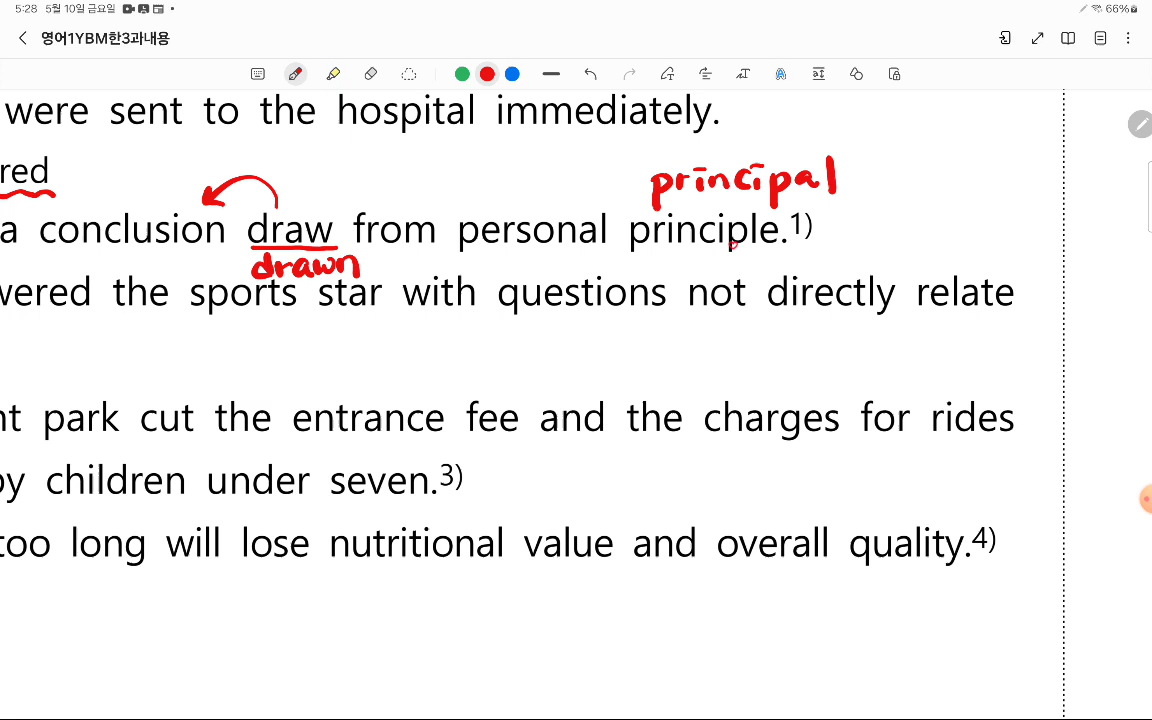 5:28 5월 10일 금요일
66%
영어1YBM한3과내용
were sent to the hospital immediately.
red
principal
a conclusion draw from personal principle.1)
drawn
wered the sports star with questions not directly relate
nt park cut the entrance fee and the charges for rides
by children under seven.3)
too long will lose nutritional value and overall quality.4)